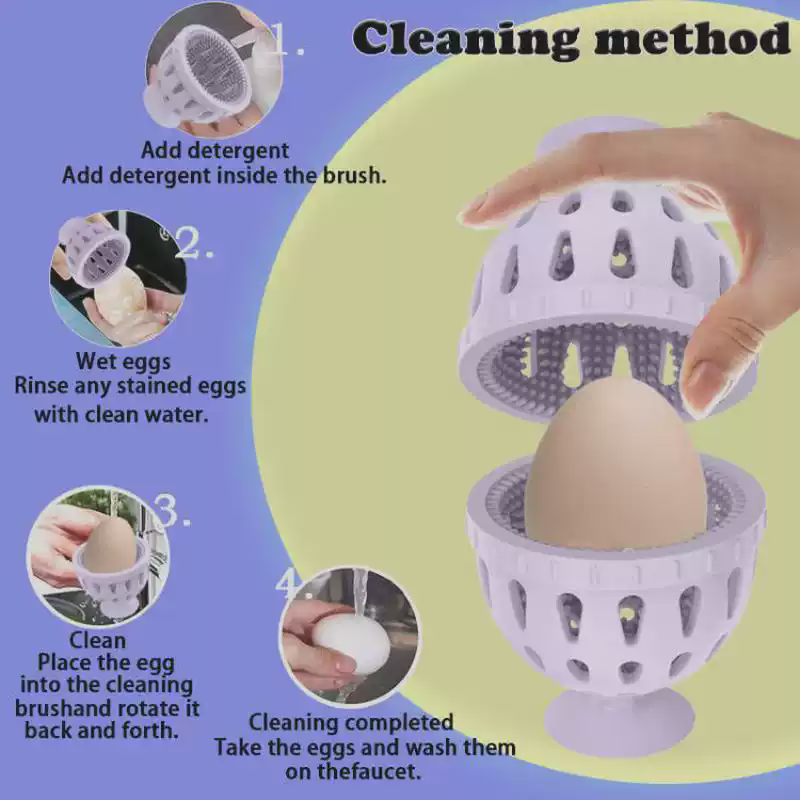 Cleaning method
1.
Add detergent
Add detergent inside the brush.
2.
Wet eggs
Rinse any stained eggs
with clean water.
3.
Clean
Place the egg
into the cleaning
brushand rotate it
back and forth.
4.
Cleaning completed
Take the eggs and wash them
on thefaucet.